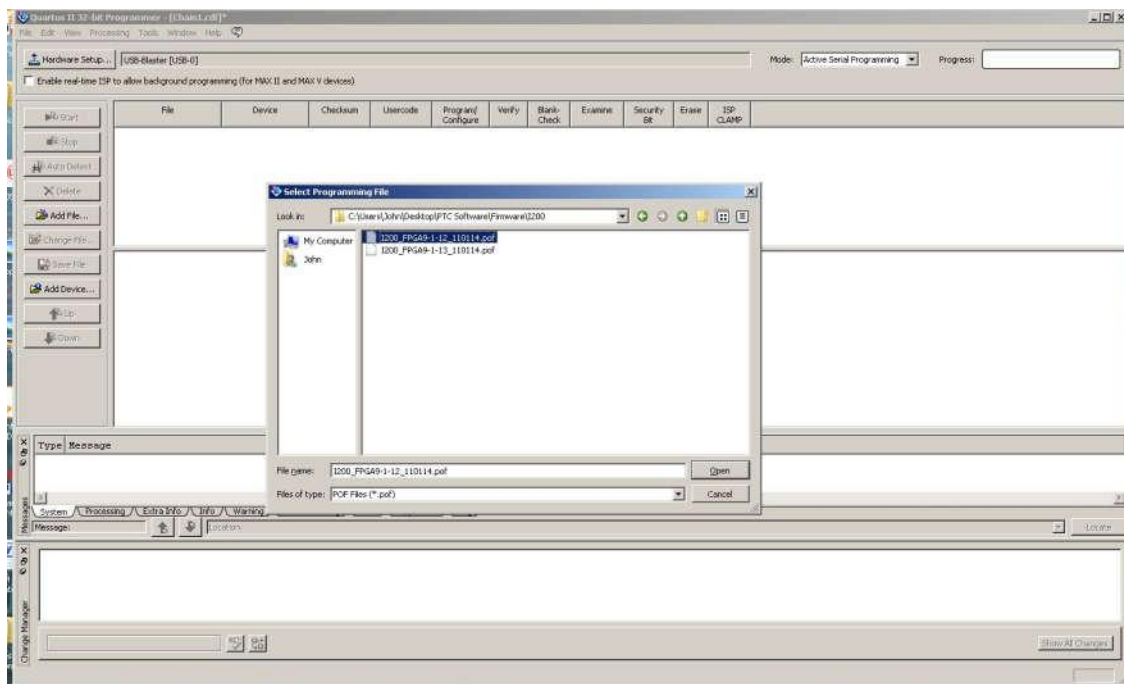 Quartus II 32-bit Programmer - [Chain1.cdf]*
File Edit View Processing Tools Window Help
Hardware Setup... USB-Blaster [USB-0] Mode: Active Serial Programming Progress:
Enable real-time ISP to allow background programming (for MAX II and MAX V devices)
File Device Checksum Usercode Program/Configure Verify Blank-Check Examine Security Bit Erase ISP CLAMP
Start
Stop
Auto Detect
Delete
Add File...
Change File...
Save File
Add Device...
Up
Down
Select Programming File
Look in: C:\Users\John\Desktop\PTC Software\Firmware\I200
My Computer
John
I200_FPGA9-1-12_110114.pof
I200_FPGA9-1-13_110114.pof
File name: I200_FPGA9-1-12_110114.pof Open
Files of type: POF Files (*.pof) Cancel
Type Message
System Processing Extra Info Info Warning
Messages
Message: Location: Locate
Change Manager
Show All Changes